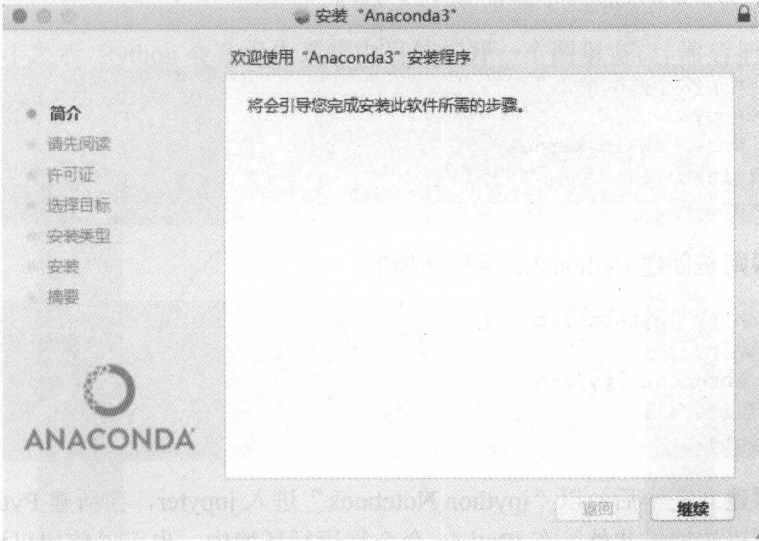 安装 "Anaconda3"
欢迎使用 "Anaconda3" 安装程序
将会引导您完成安装此软件所需的步骤。
简介
请先阅读
许可证
选择目标
安装类型
安装
摘要
ANACONDA
返回
继续